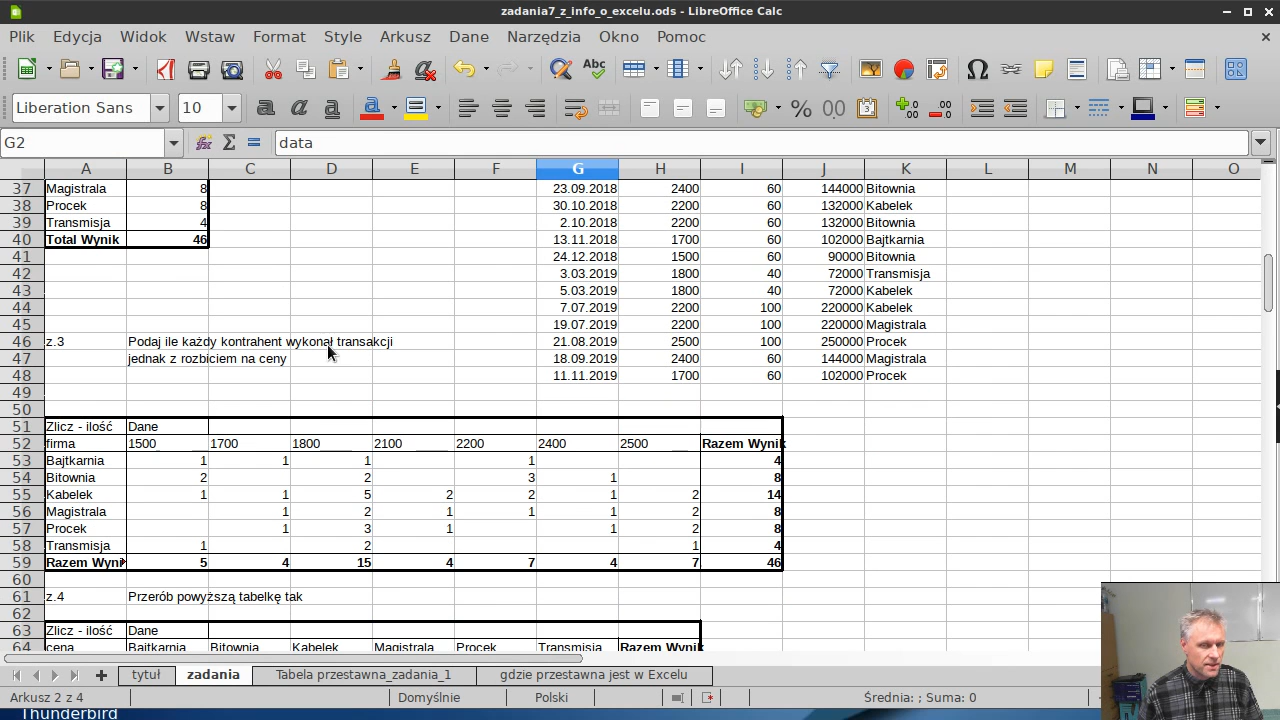 zadania7_z_info_o_excelu.ods - LibreOffice Calc
Plik Edycja Widok Wstaw Format Style Arkusz Dane Narzędzia Okno Pomoc
Abc
Liberation Sans 10
G2 data
A B C D E F G H I J K L M N O
37 Magistrala 8 23.09.2018 2400 60 144000 Bitownia
38 Procek 8 30.10.2018 2200 60 132000 Kabelek
39 Transmisja 4 2.10.2018 2200 60 132000 Bitownia
40 Total Wynik 46 13.11.2018 1700 60 102000 Bajtkarnia
41 24.12.2018 1500 60 90000 Bitownia
42 3.03.2019 1800 40 72000 Transmisja
43 5.03.2019 1800 40 72000 Kabelek
44 7.07.2019 2200 100 220000 Kabelek
45 19.07.2019 2200 100 220000 Magistrala
46 z.3 Podaj ile każdy kontrahent wykonał transakcji 21.08.2019 2500 100 250000 Procek
47 jednak z rozbiciem na ceny 18.09.2019 2400 60 144000 Magistrala
48 11.11.2019 1700 60 102000 Procek
49
50
51 Zlicz - ilość Dane
52 firma 1500 1700 1800 2100 2200 2400 2500 Razem Wynik
53 Bajtkarnia 1 1 1 1 4
54 Bitownia 2 2 3 1 8
55 Kabelek 1 1 5 2 2 1 2 14
56 Magistrala 1 2 1 1 1 2 8
57 Procek 1 3 1 1 2 8
58 Transmisja 1 2 1 4
59 Razem Wyni 5 4 15 4 7 4 7 46
60
61 z.4 Przerób powyższą tabelkę tak
62
63 Zlicz - ilość Dane
64 cena Bajtkarnia Bitownia Kabelek Magistrala Procek Transmisja Razem Wynik
tytuł zadania Tabela przestawna_zadania_1 gdzie przestawna jest w Excelu
Arkusz 2 z 4 Domyślnie Polski Średnia: ; Suma: 0
Thunderbird